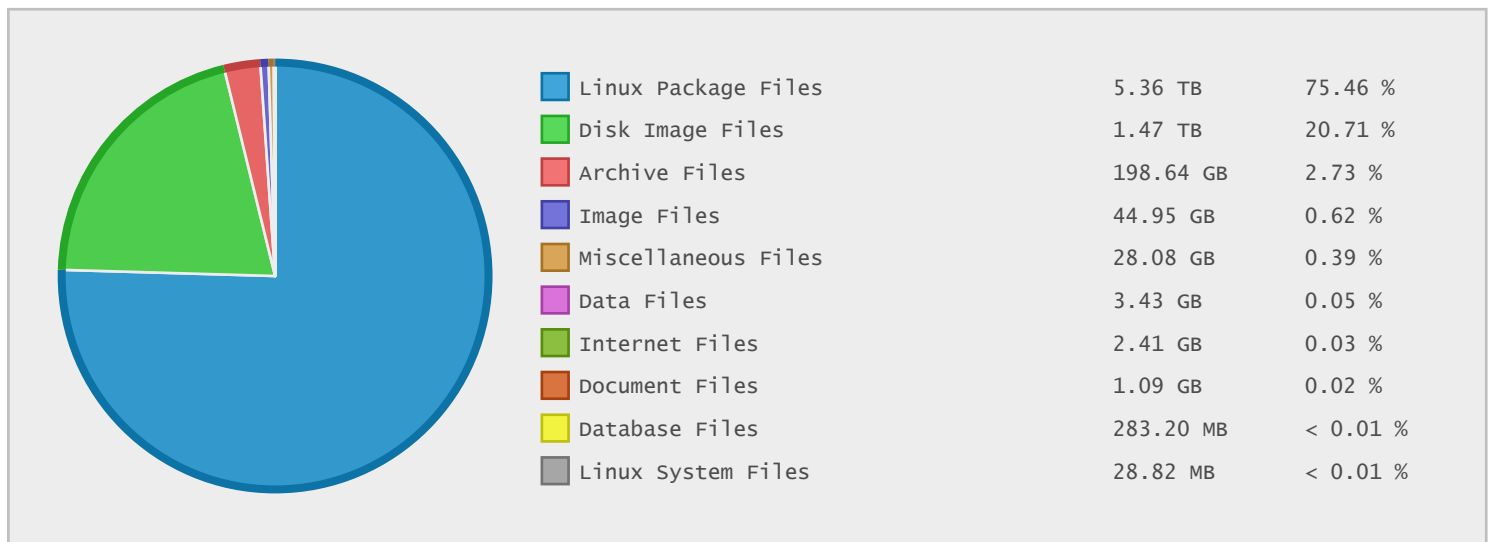 Linux Package Files 5.36 TB 75.46 %
Disk Image Files 1.47 TB 20.71 %
Archive Files 198.64 GB 2.73 %
Image Files 44.95 GB 0.62 %
Miscellaneous Files 28.08 GB 0.39 %
Data Files 3.43 GB 0.05 %
Internet Files 2.41 GB 0.03 %
Document Files 1.09 GB 0.02 %
Database Files 283.20 MB < 0.01 %
Linux System Files 28.82 MB < 0.01 %